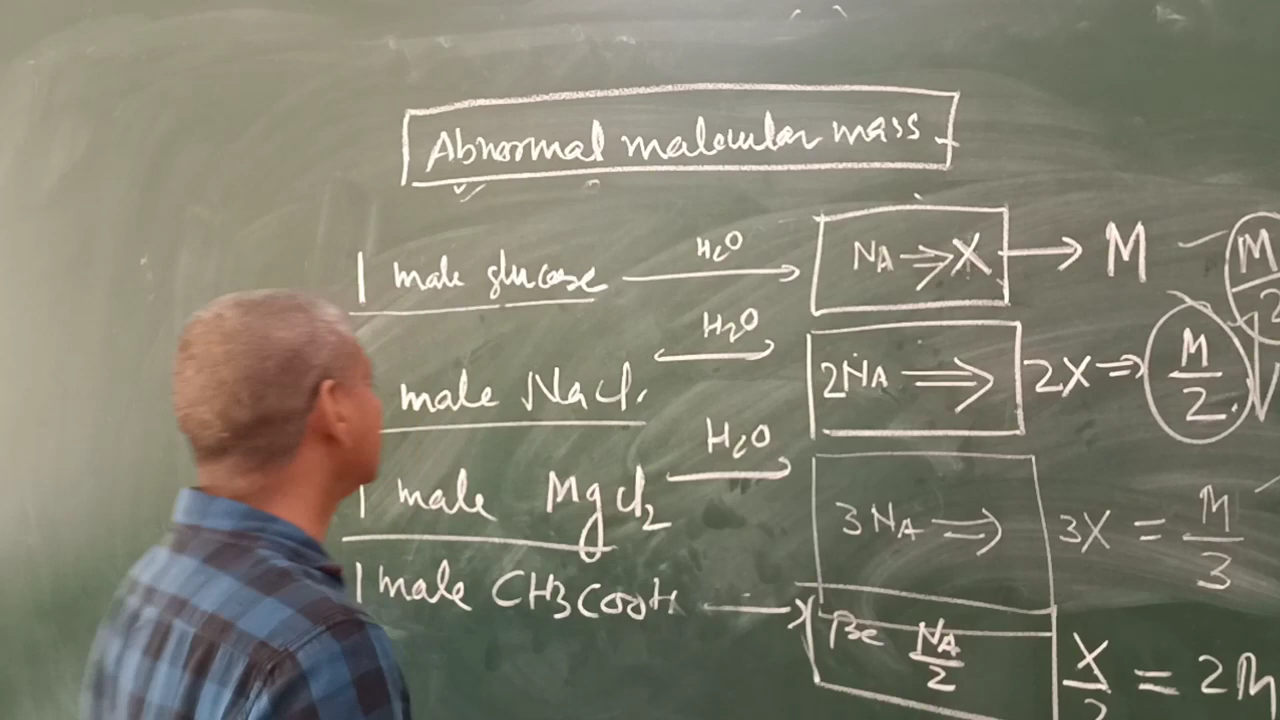 Abnormal malecular mass
1 male glucose H2O NA ⇒ X → M M/2
male NaCl. H2O 2NA ⇒ 2X ⇒ M/2
1 male MgCl2 H2O 3NA ⇒ 3X = M/3
1 male CH3COOH → Be NA/2 X/2 = 2M